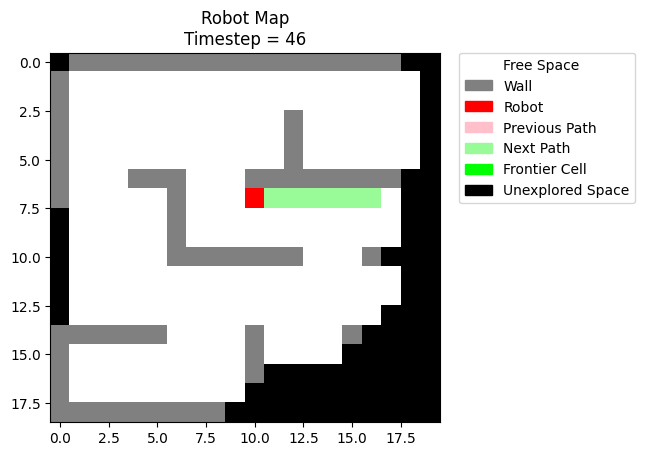 Robot Map
Timestep = 46
0.0
2.5
5.0
7.5
10.0
12.5
15.0
17.5
0.0
2.5
5.0
7.5
10.0
12.5
15.0
17.5
Free Space
Wall
Robot
Previous Path
Next Path
Frontier Cell
Unexplored Space